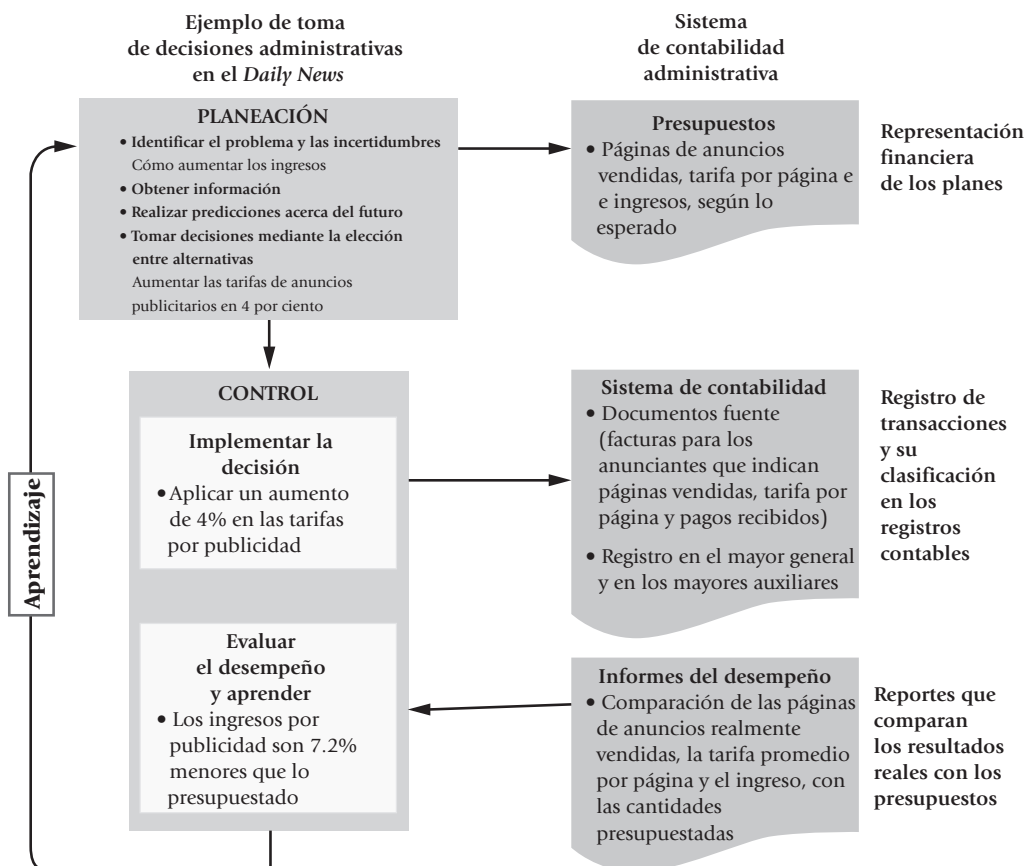 Ejemplo de toma
de decisiones administrativas
en el Daily News
Sistema
de contabilidad
administrativa
PLANEACIÓN
• Identificar el problema y las incertidumbres
Cómo aumentar los ingresos
• Obtener información
• Realizar predicciones acerca del futuro
• Tomar decisiones mediante la elección
entre alternativas
Aumentar las tarifas de anuncios
publicitarios en 4 por ciento
Presupuestos
• Páginas de anuncios
vendidas, tarifa por página e
e ingresos, según lo
esperado
Representación
financiera
de los planes
CONTROL
Implementar la
decisión
• Aplicar un aumento
de 4% en las tarifas
por publicidad
Sistema de contabilidad
• Documentos fuente
(facturas para los
anunciantes que indican
páginas vendidas, tarifa por
página y pagos recibidos)
• Registro en el mayor general
y en los mayores auxiliares
Registro de
transacciones
y su
clasificación
en los
registros
contables
Aprendizaje
Evaluar
el desempeño
y aprender
• Los ingresos por
publicidad son 7.2%
menores que lo
presupuestado
Informes del desempeño
• Comparación de las páginas
de anuncios realmente
vendidas, la tarifa promedio
por página y el ingreso, con
las cantidades
presupuestadas
Reportes que
comparan
los resultados
reales con los
presupuestos